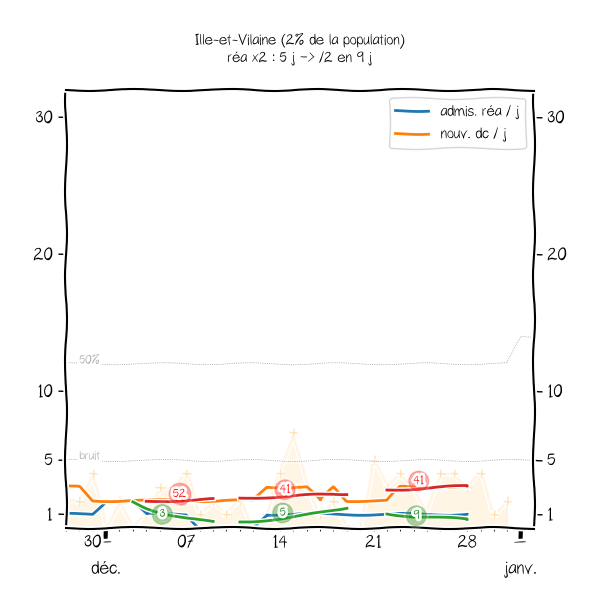 Ille-et-Vilaine (2% de la population)
réa x2 : 5 j -> /2 en 9 j
admis. réa / j
nouv. dc / j
30 30
20 20
50%
10 10
bruit
5 5
52 41 41
3 5 9
1 1
30 07 14 21 28
déc. janv.